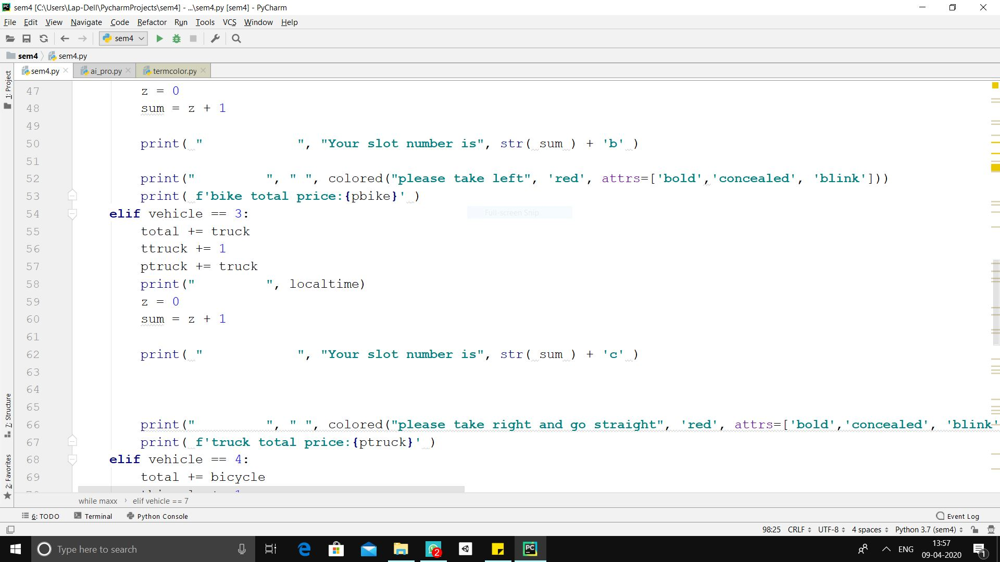 sem4 [C:\Users\Lap-Dell\PycharmProjects\sem4] - ...\sem4.py [sem4] - PyCharm
File Edit View Navigate Code Refactor Run Tools VCS Window Help
sem4
sem4 sem4.py
sem4.py ai_pro.py termcolor.py
1: Project
7: Structure
2: Favorites
47 z = 0
48 sum = z + 1
49
50 print( "            ", "Your slot number is", str( sum ) + 'b' )
51
52 print("         ", " ", colored("please take left", 'red', attrs=['bold','concealed', 'blink']))
53 print( f'bike total price:{pbike}' )
Full-screen Snip
54 elif vehicle == 3:
55 total += truck
56 ttruck += 1
57 ptruck += truck
58 print("         ", localtime)
59 z = 0
60 sum = z + 1
61
62 print( "            ", "Your slot number is", str( sum ) + 'c' )
63
64
65
66 print("         ", " ", colored("please take right and go straight", 'red', attrs=['bold','concealed', 'blink'
67 print( f'truck total price:{ptruck}' )
68 elif vehicle == 4:
69 total += bicycle
while maxx › elif vehicle == 7
6: TODO Terminal Python Console Event Log
98:25 CRLF UTF-8 4 spaces Python 3.7 (sem4)
Type here to search
2
PC
ENG
13:57
09-04-2020
1